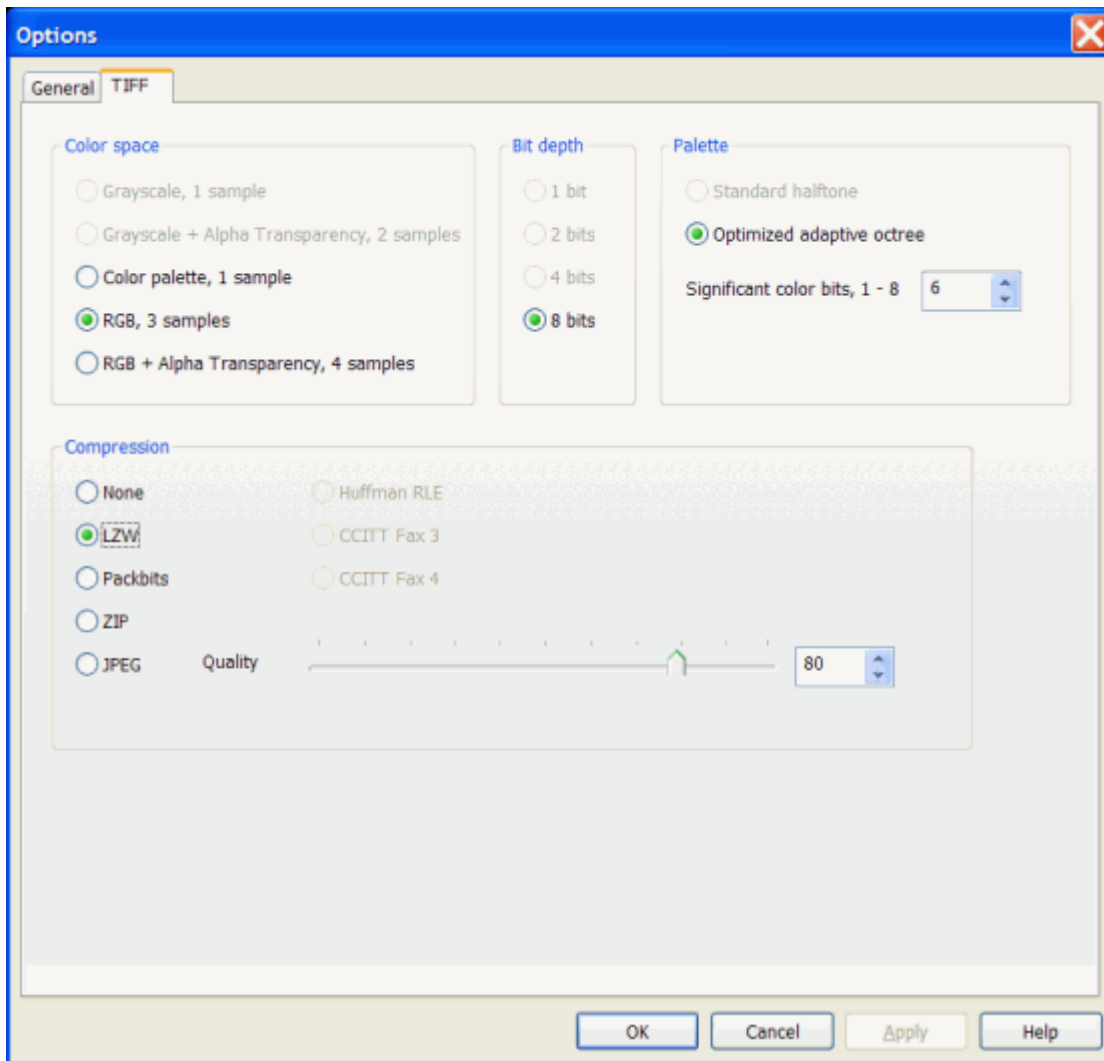 Options
General TIFF
Color space
Grayscale, 1 sample
Grayscale + Alpha Transparency, 2 samples
Color palette, 1 sample
RGB, 3 samples
RGB + Alpha Transparency, 4 samples
Bit depth
1 bit
2 bits
4 bits
8 bits
Palette
Standard halftone
Optimized adaptive octree
Significant color bits, 1 - 8 6
Compression
None
LZW
Packbits
ZIP
JPEG
Huffman RLE
CCITT Fax 3
CCITT Fax 4
Quality 80
OK Cancel Apply Help